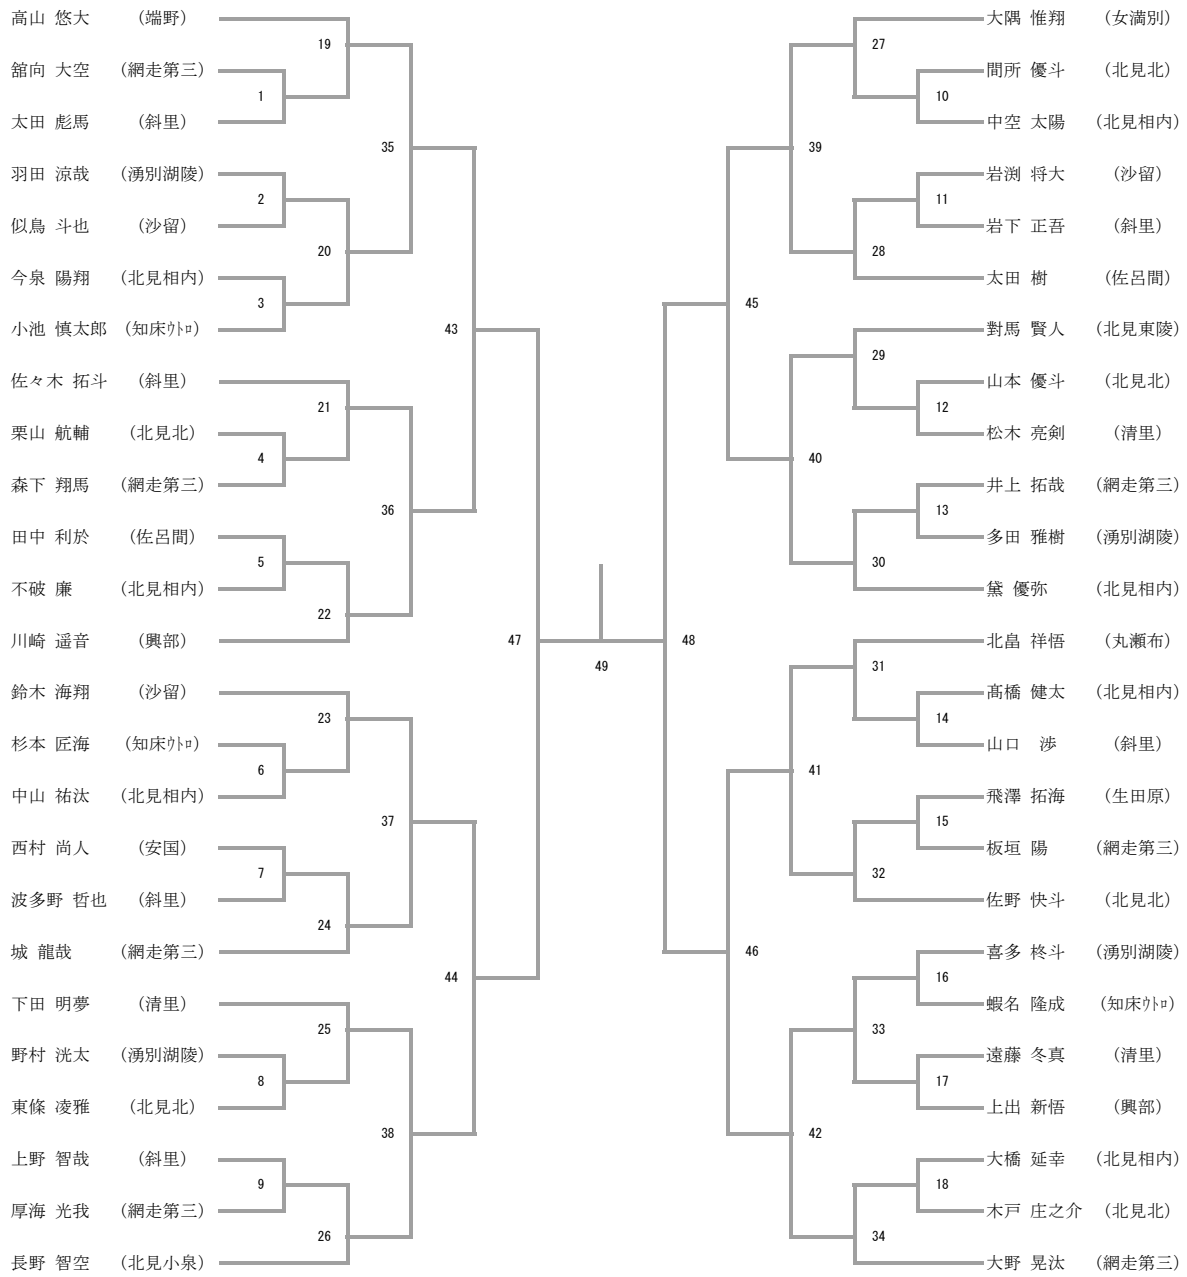 高山 悠大 （端野）
19
舘向 大空 （網走第三）
1
太田 彪馬 （斜里）
35
羽田 涼哉 （湧別湖陵）
2
似鳥 斗也 （沙留）
20
今泉 陽翔 （北見相内）
3
小池 慎太郎 （知床ｳﾄﾛ）
43
佐々木 拓斗 （斜里）
21
栗山 航輔 （北見北）
4
森下 翔馬 （網走第三）
36
田中 利於 （佐呂間）
5
不破 廉 （北見相内）
22
川崎 遥音 （興部）
47
鈴木 海翔 （沙留）
23
杉本 匠海 （知床ｳﾄﾛ）
6
中山 祐汰 （北見相内）
37
西村 尚人 （安国）
7
波多野 哲也 （斜里）
24
城 龍哉 （網走第三）
44
下田 明夢 （清里）
25
野村 洸太 （湧別湖陵）
8
東條 凌雅 （北見北）
38
上野 智哉 （斜里）
9
厚海 光我 （網走第三）
26
長野 智空 （北見小泉）
49
大隅 惟翔 （女満別）
27
間所 優斗 （北見北）
10
中空 太陽 （北見相内）
39
岩渕 将大 （沙留）
11
岩下 正吾 （斜里）
28
太田 樹 （佐呂間）
45
對馬 賢人 （北見東陵）
29
山本 優斗 （北見北）
12
松木 亮剣 （清里）
40
井上 拓哉 （網走第三）
13
多田 雅樹 （湧別湖陵）
30
黛 優弥 （北見相内）
48
北畠 祥悟 （丸瀬布）
31
髙橋 健太 （北見相内）
14
山口 渉 （斜里）
41
飛澤 拓海 （生田原）
15
板垣 陽 （網走第三）
32
佐野 快斗 （北見北）
46
喜多 柊斗 （湧別湖陵）
16
蝦名 隆成 （知床ｳﾄﾛ）
33
遠藤 冬真 （清里）
17
上出 新悟 （興部）
42
大橋 延幸 （北見相内）
18
木戸 庄之介 （北見北）
34
大野 晃汰 （網走第三）